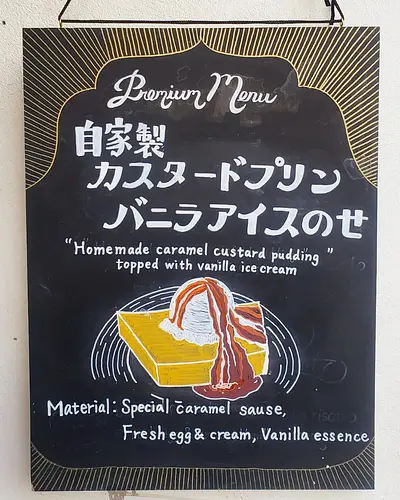 Premium Menu
自家製
カスタードプリン
バニラアイスのせ
"Homemade caramel custard pudding"
topped with vanilla ice cream
Material: Special caramel sause,
Fresh egg & cream, Vanilla essence